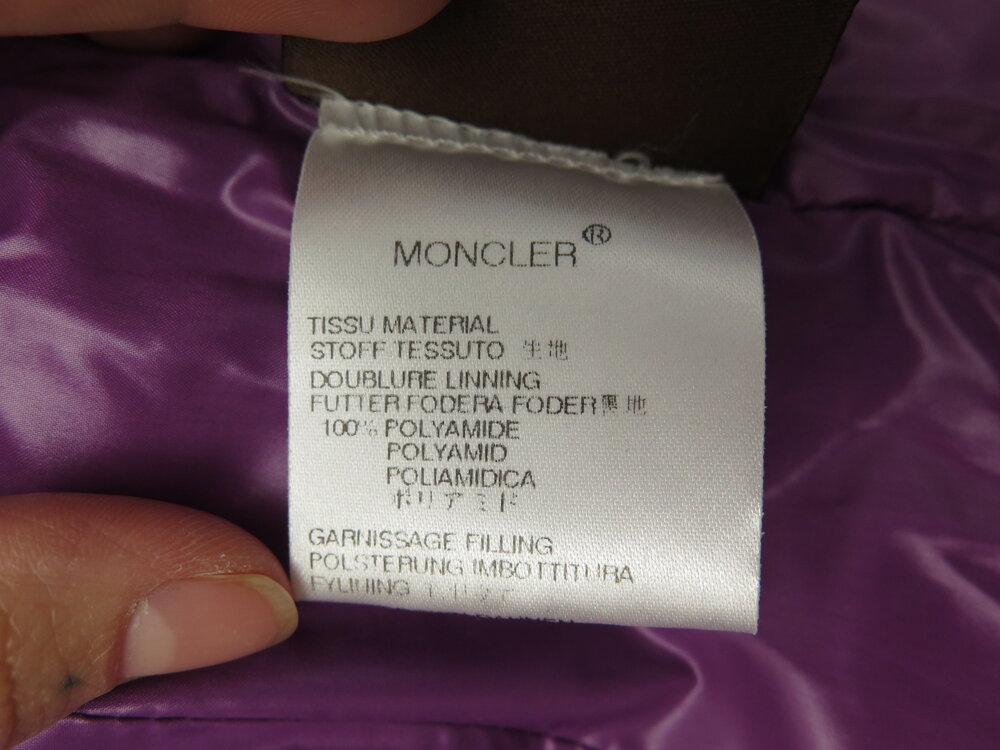 MONCLER®
TISSU MATERIAL
STOFF TESSUTO 生地
DOUBLURE LINNING
FUTTER FODERA FODER 裏地
100% POLYAMIDE
POLYAMID
POLIAMIDICA
ポリアミド
GARNISSAGE FILLING
POLSTERUNG IMBOTTITURA